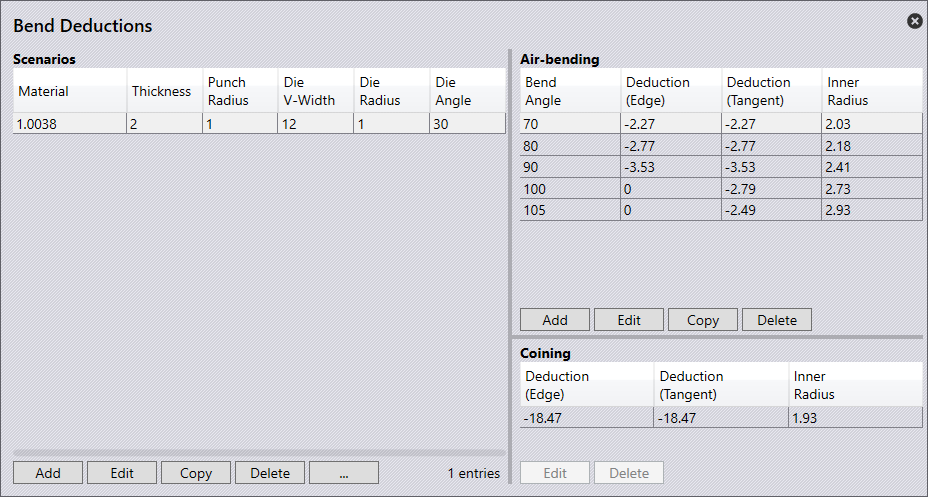 Bend Deductions
Scenarios
Material Thickness Punch Radius Die V-Width Die Radius Die Angle
1.0038 2 1 12 1 30
Add Edit Copy Delete ... 1 entries
Air-bending
Bend Angle Deduction (Edge) Deduction (Tangent) Inner Radius
70 -2.27 -2.27 2.03
80 -2.77 -2.77 2.18
90 -3.53 -3.53 2.41
100 0 -2.79 2.73
105 0 -2.49 2.93
Add Edit Copy Delete
Coining
Deduction (Edge) Deduction (Tangent) Inner Radius
-18.47 -18.47 1.93
Edit Delete